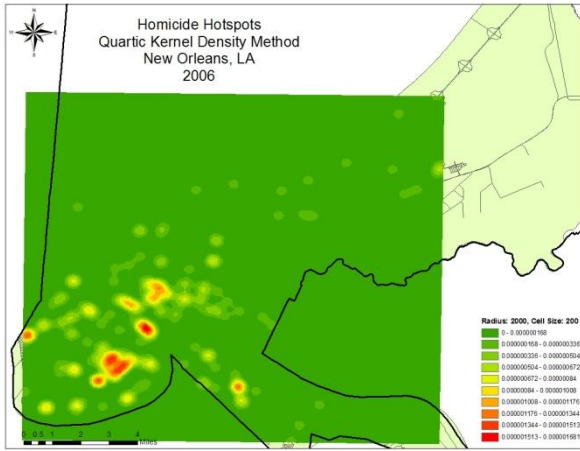 Homicide Hotspots
Quartic Kernel Density Method
New Orleans, LA
2006
Radius: 2000, Cell Size: 200
0 - 0.000000168
0.000000168 - 0.000000336
0.000000336 - 0.000000504
0.000000504 - 0.000000672
0.000000672 - 0.00000084
0.00000084 - 0.000001008
0.000001008 - 0.000001176
0.000001176 - 0.000001344
0.000001344 - 0.000001513
0.000001513 - 0.000001681
0 0.5 1 2 3 4
Miles